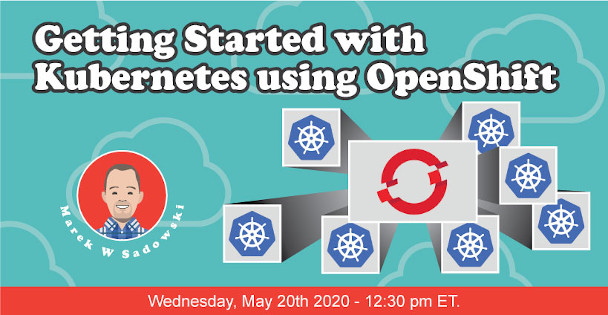 Getting Started with
Kubernetes using OpenShift
Marek W Sadowski
Wednesday, May 20th 2020 - 12:30 pm ET.